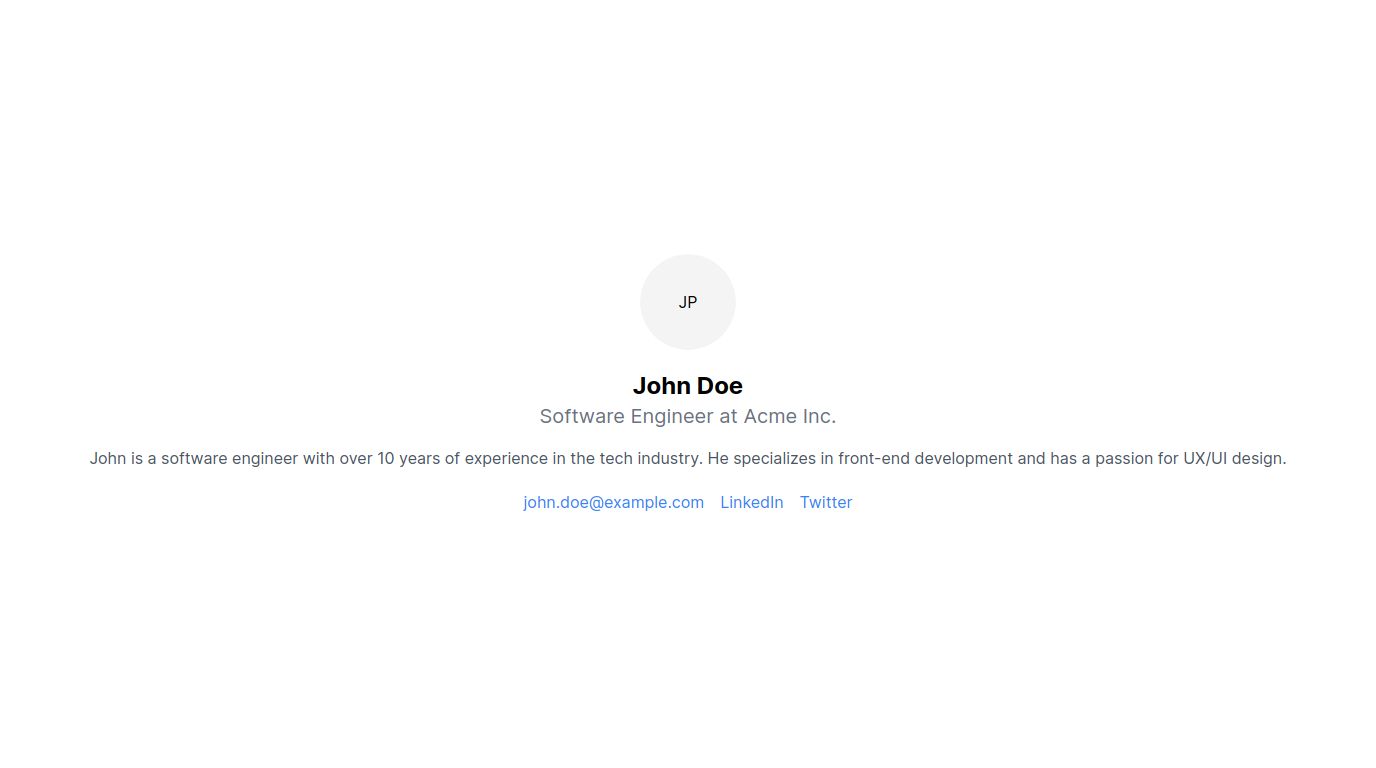 JP
John Doe
Software Engineer at Acme Inc.
John is a software engineer with over 10 years of experience in the tech industry. He specializes in front-end development and has a passion for UX/UI design.
john.doe@example.com LinkedIn Twitter